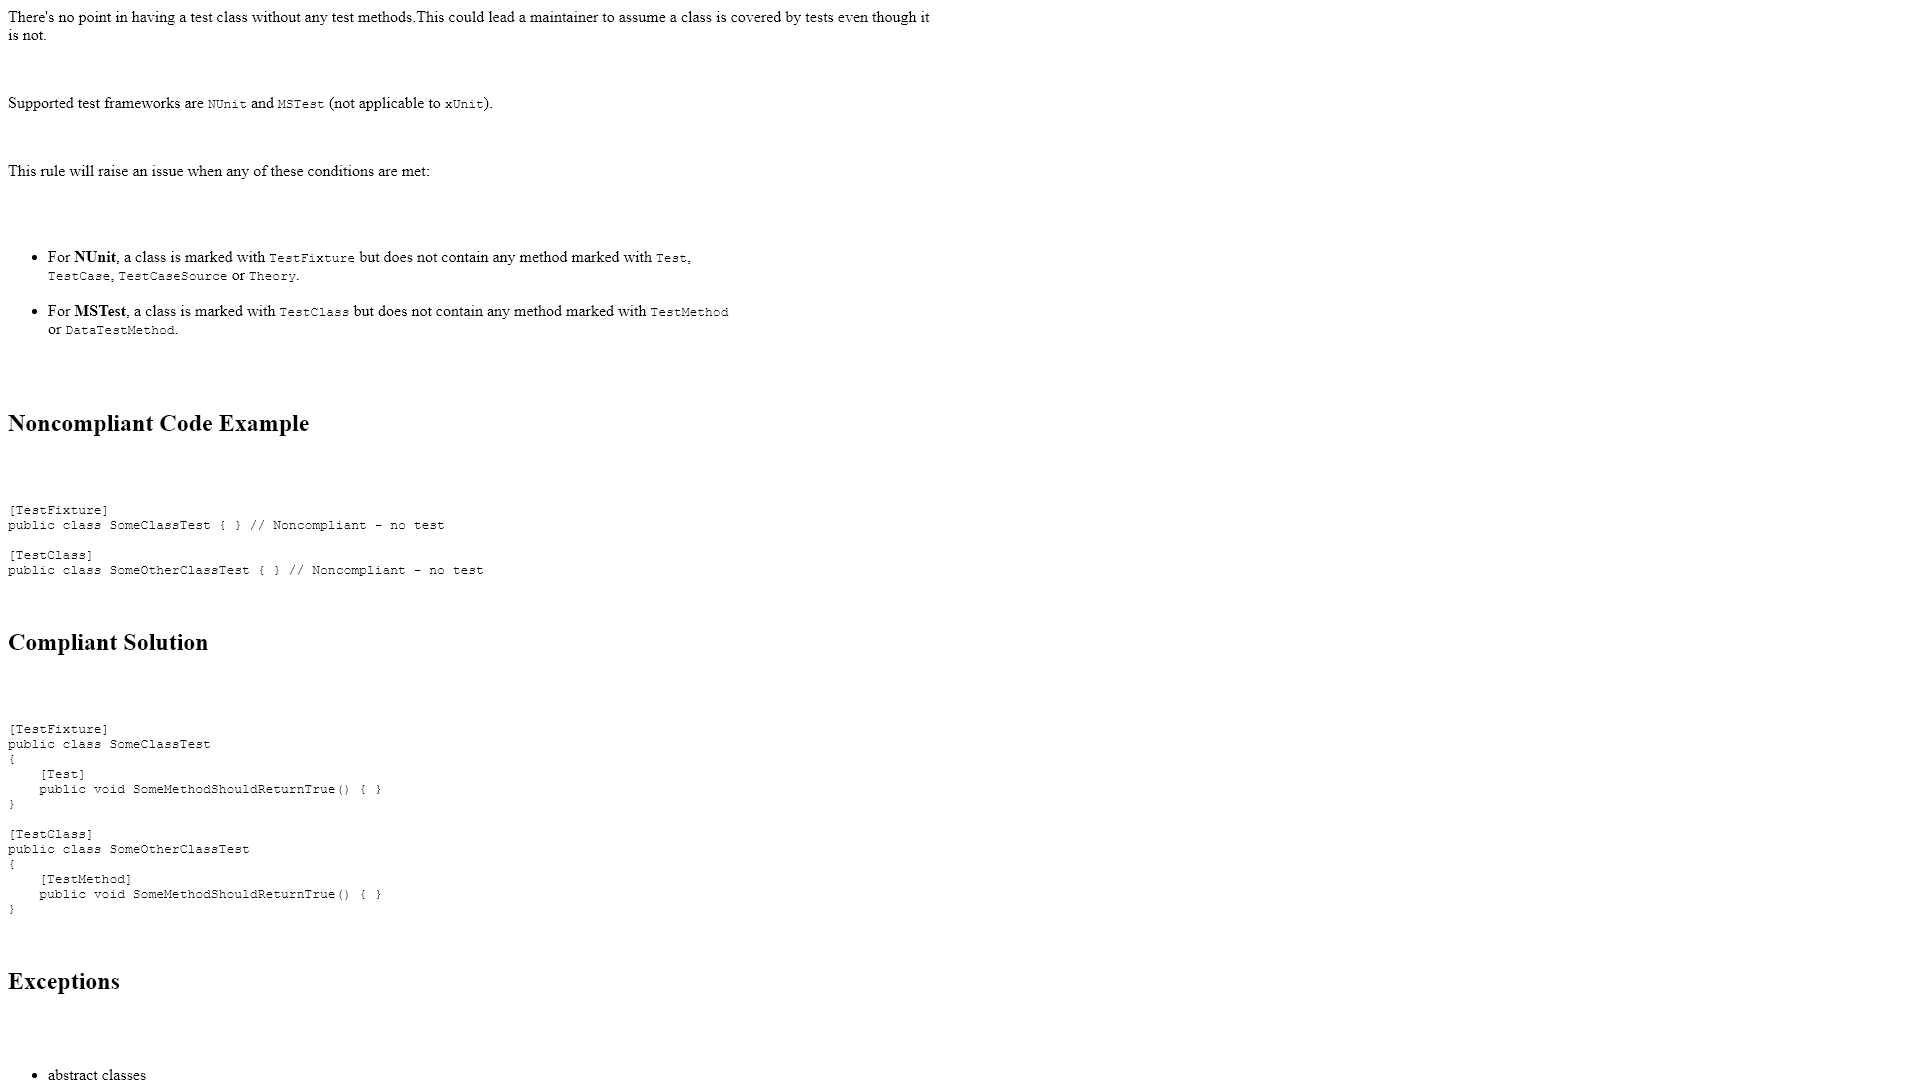 There's no point in having a test class without any test methods.This could lead a maintainer to assume a class is covered by tests even though it
is not.
Supported test frameworks are NUnit and MSTest (not applicable to xUnit).
This rule will raise an issue when any of these conditions are met:
• For NUnit, a class is marked with TestFixture but does not contain any method marked with Test,
TestCase, TestCaseSource or Theory.
• For MSTest, a class is marked with TestClass but does not contain any method marked with TestMethod
or DataTestMethod.
Noncompliant Code Example
[TestFixture]
public class SomeClassTest { } // Noncompliant - no test
[TestClass]
public class SomeOtherClassTest { } // Noncompliant - no test
Compliant Solution
[TestFixture]
public class SomeClassTest
{
    [Test]
    public void SomeMethodShouldReturnTrue() { }
}
[TestClass]
public class SomeOtherClassTest
{
    [TestMethod]
    public void SomeMethodShouldReturnTrue() { }
}
Exceptions
• abstract classes